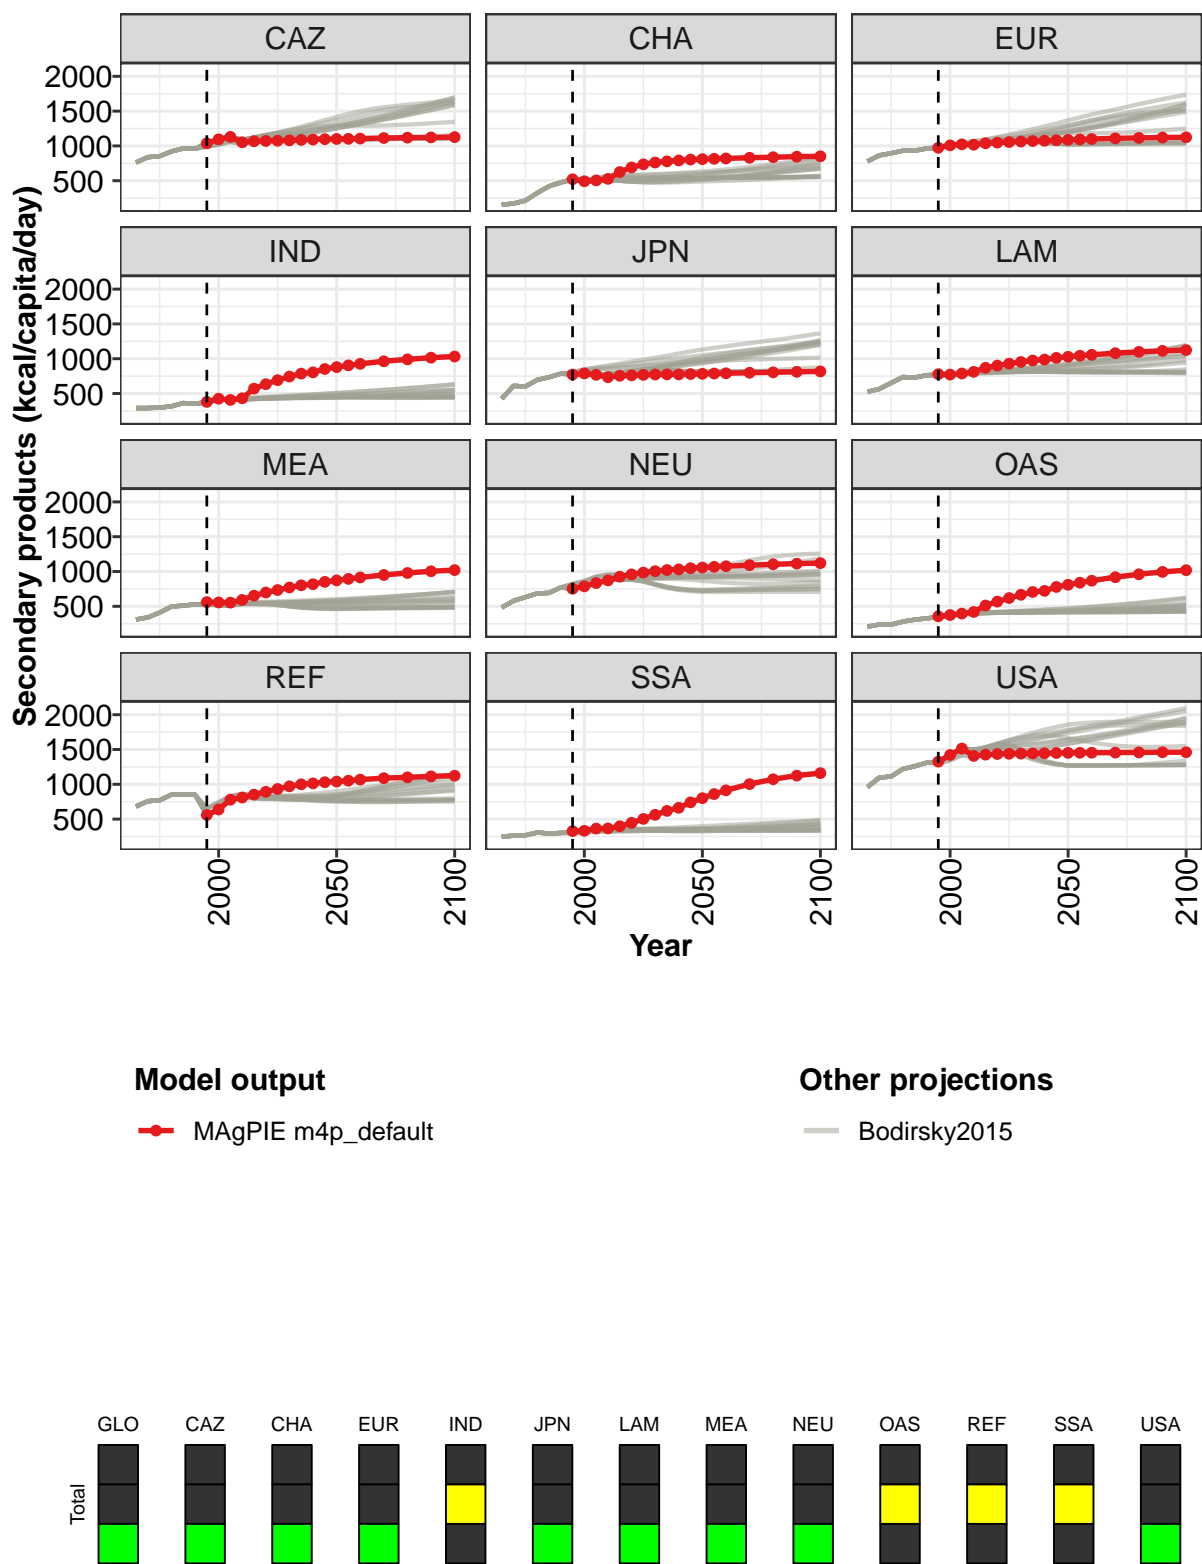 CAZ CHA EUR
2000
1500
1000
500
IND JPN LAM
2000
1500
1000
500
MEA NEU OAS
2000
1500
1000
500
REF SSA USA
2000
1500
1000
500
Secondary products (kcal/capita/day)
2000 2050 2100 2000 2050 2100 2000 2050 2100
Year
Model output Other projections
MAgPIE m4p_default Bodirsky2015
GLO CAZ CHA EUR IND JPN LAM MEA NEU OAS REF SSA USA
Total